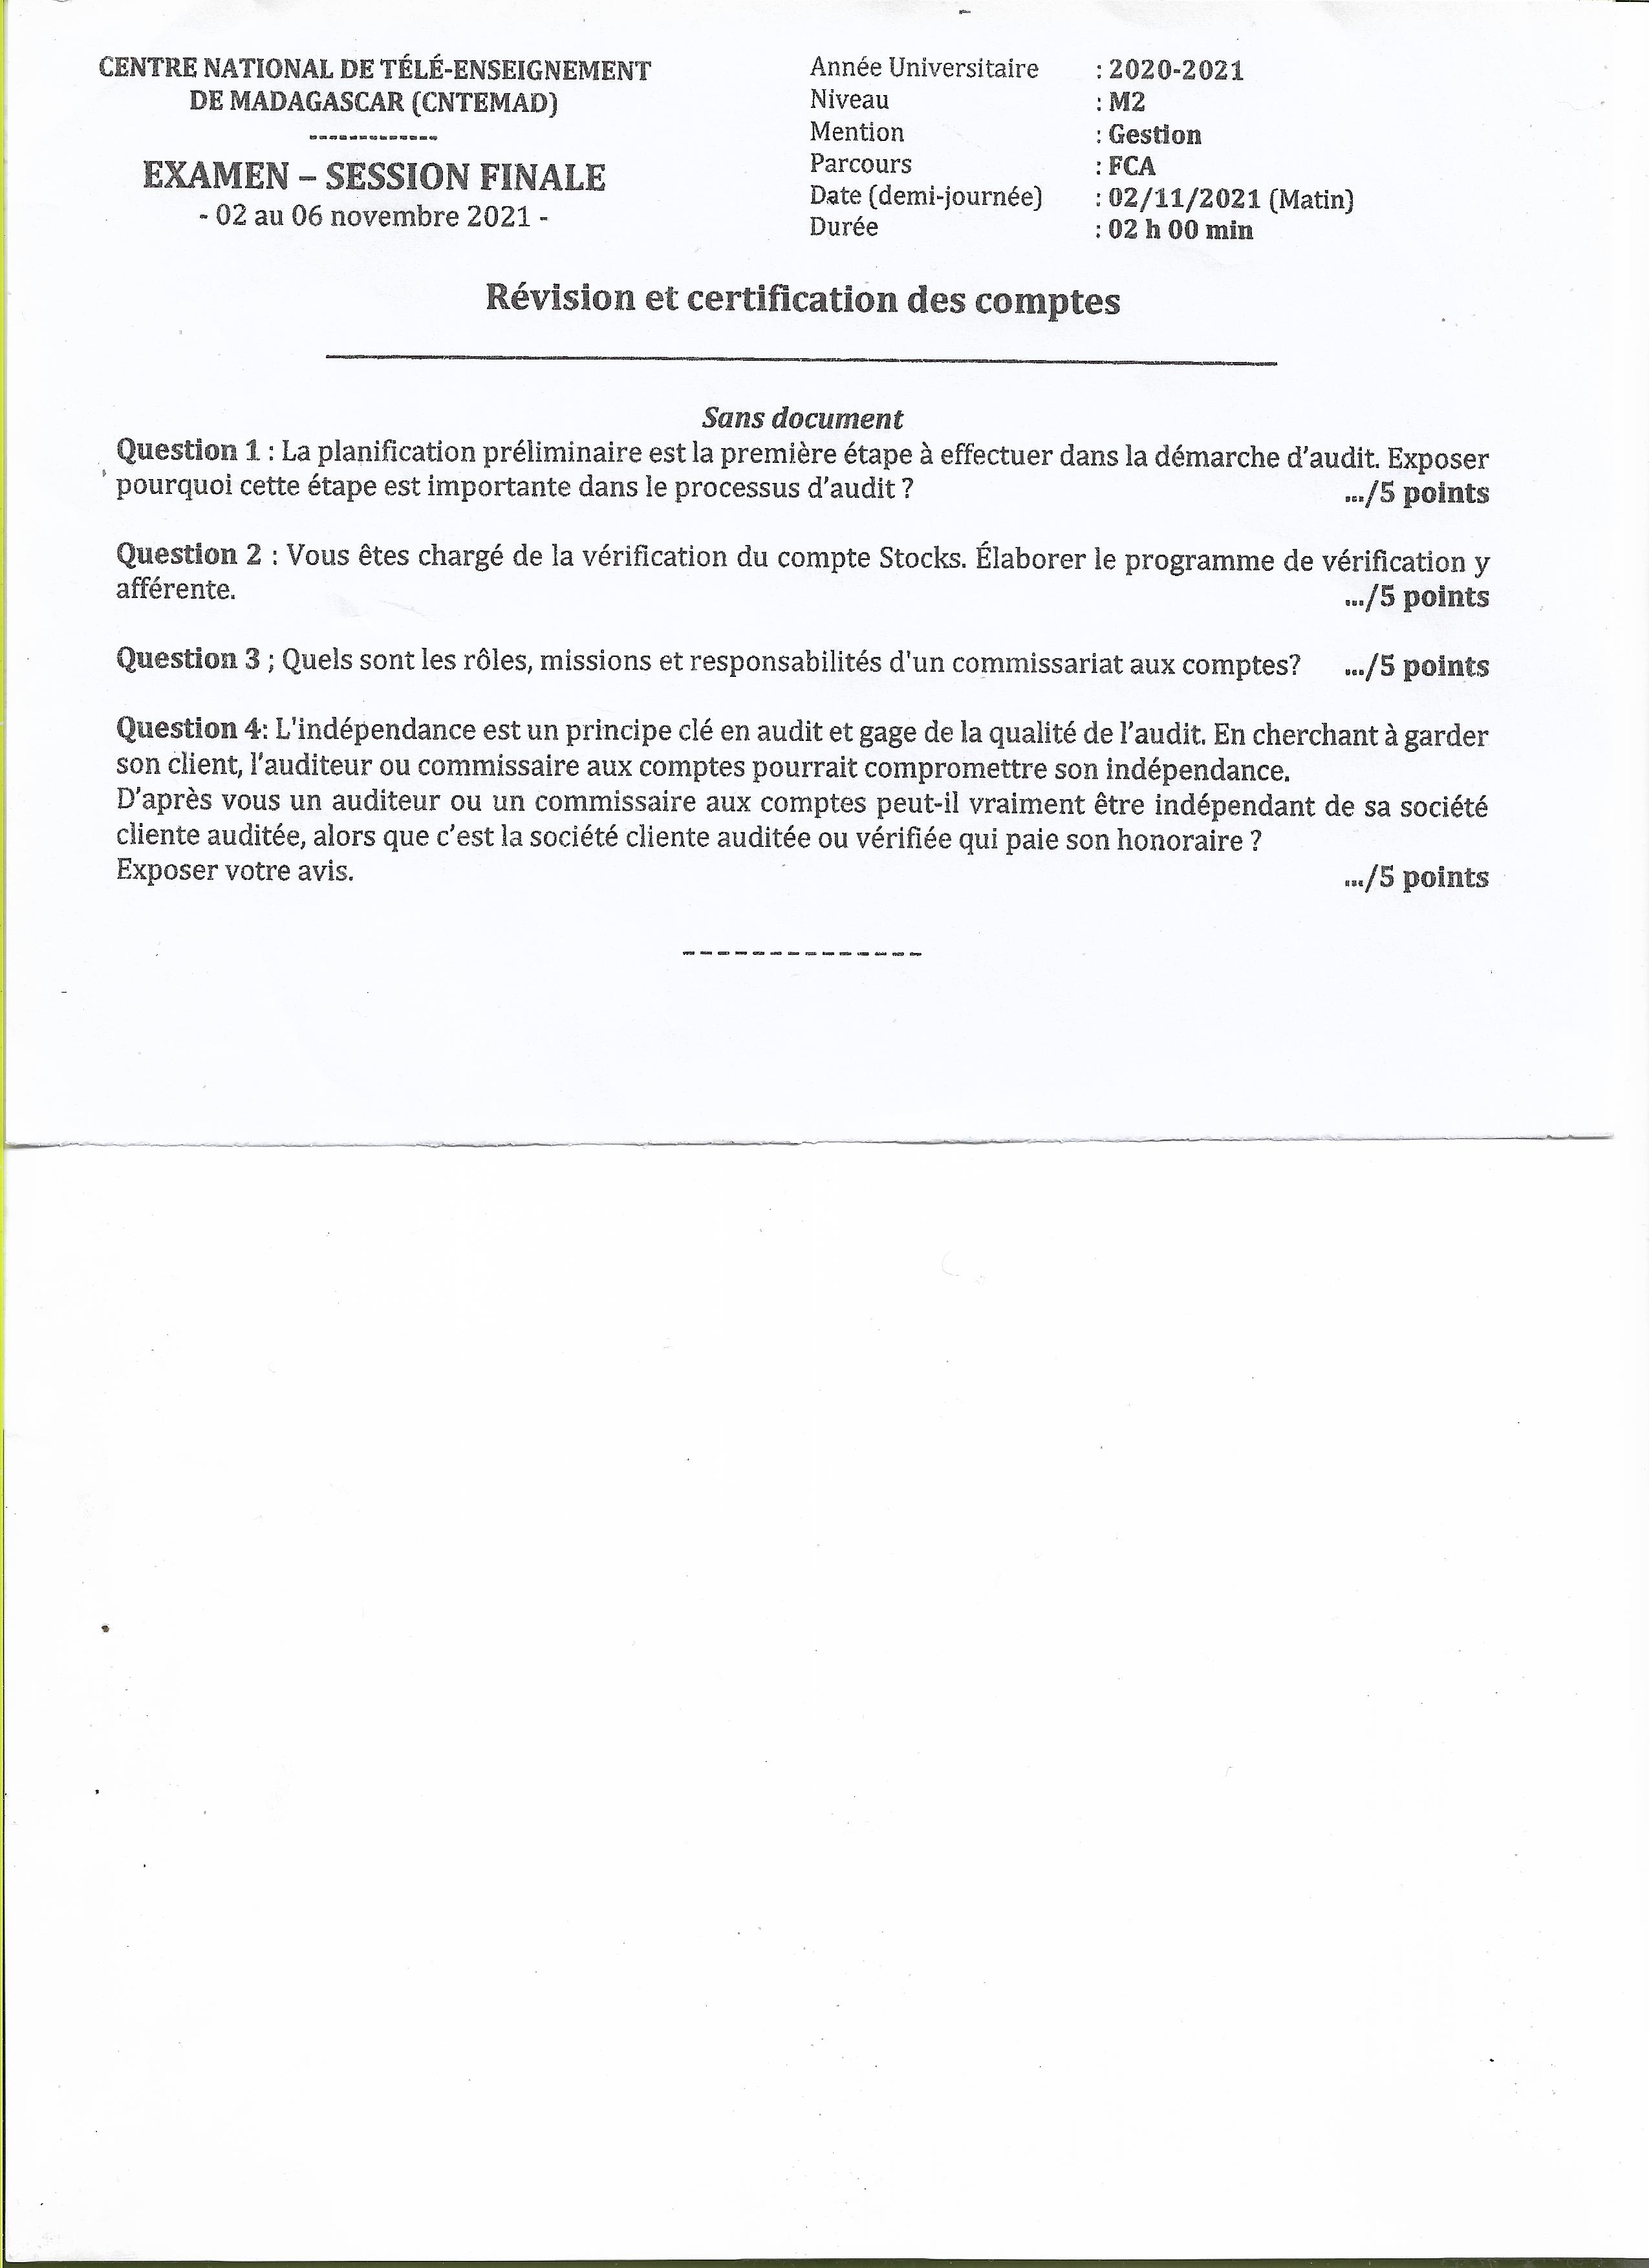 CENTRE NATIONAL DE TÉLÉ-ENSEIGNEMENT
DE MADAGASCAR (CNTEMAD)
-------------
EXAMEN – SESSION FINALE
- 02 au 06 novembre 2021 -
Année Universitaire : 2020-2021
Niveau : M2
Mention : Gestion
Parcours : FCA
Date (demi-journée) : 02/11/2021 (Matin)
Durée : 02 h 00 min
Révision et certification des comptes
Sans document
Question 1 : La planification préliminaire est la première étape à effectuer dans la démarche d'audit. Exposer
pourquoi cette étape est importante dans le processus d'audit ? .../5 points
Question 2 : Vous êtes chargé de la vérification du compte Stocks. Élaborer le programme de vérification y
afférente. .../5 points
Question 3 ; Quels sont les rôles, missions et responsabilités d'un commissariat aux comptes? .../5 points
Question 4: L'indépendance est un principe clé en audit et gage de la qualité de l'audit. En cherchant à garder
son client, l'auditeur ou commissaire aux comptes pourrait compromettre son indépendance.
D'après vous un auditeur ou un commissaire aux comptes peut-il vraiment être indépendant de sa société
cliente auditée, alors que c'est la société cliente auditée ou vérifiée qui paie son honoraire ?
Exposer votre avis. .../5 points
--------------